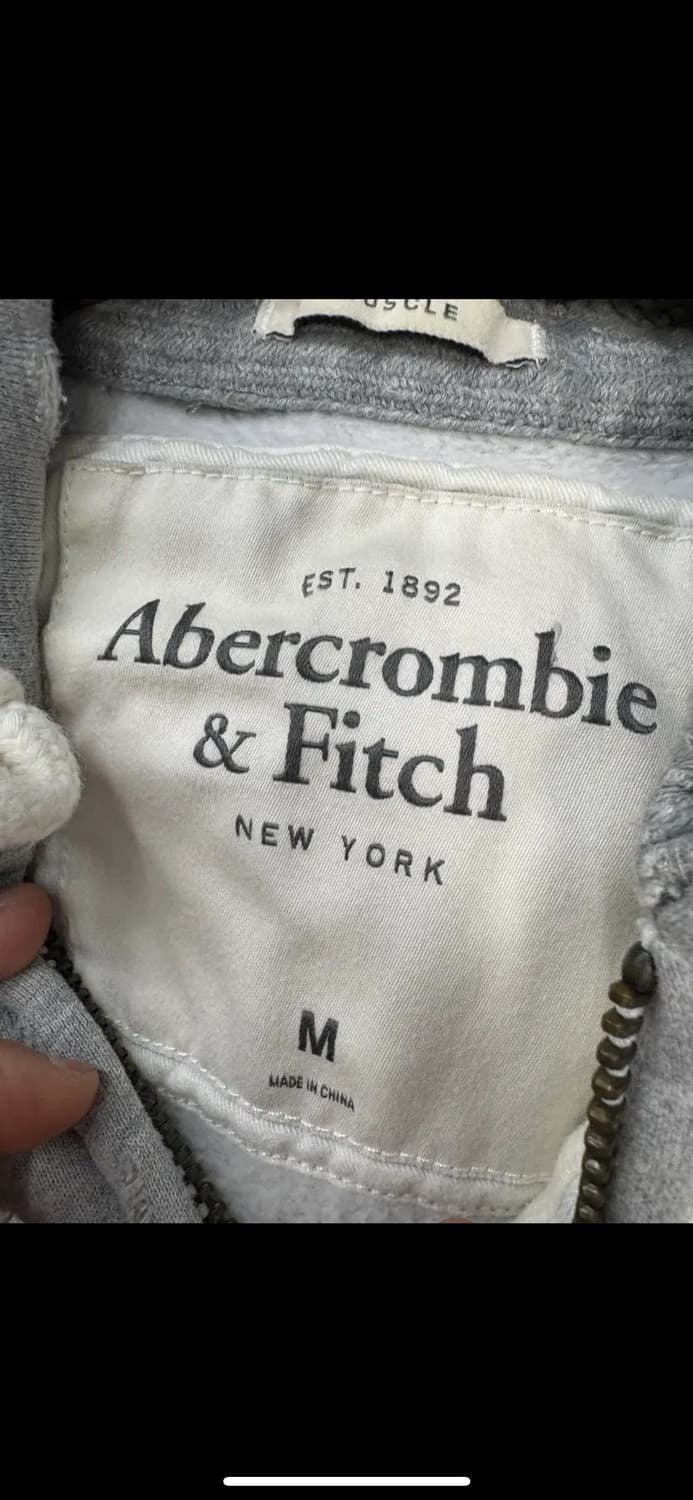 EST. 1892
Abercrombie
& Fitch
NEW YORK
M
MADE IN CHINA